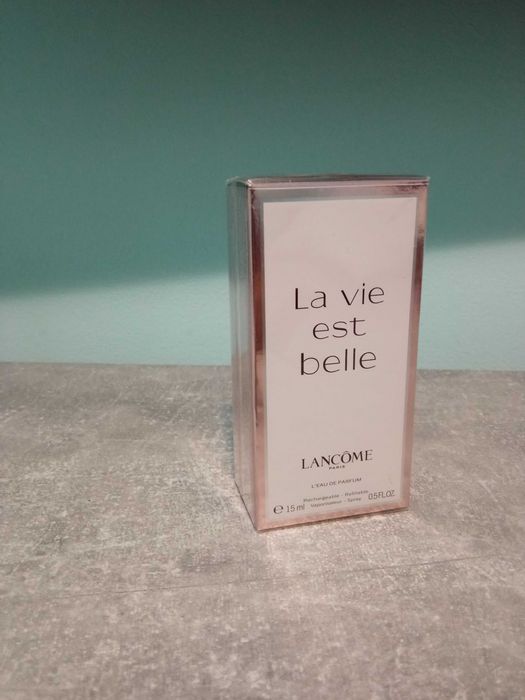 La vie
est
belle
LANCÔME
PARIS
L'EAU DE PARFUM
Rechargeable - Refillable
℮ 15 ml Vaporisateur - Spray 0.5 FL.OZ